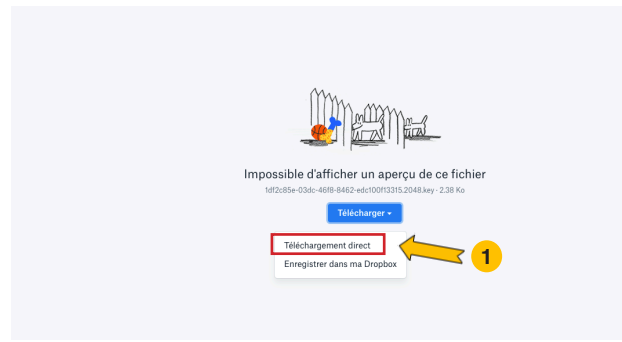 Impossible d'afficher un aperçu de ce fichier
1df2c85e-03dc-46f8-8462-edc100f13315.2048.key · 2.38 Ko
Télécharger
Téléchargement direct
1
Enregistrer dans ma Dropbox